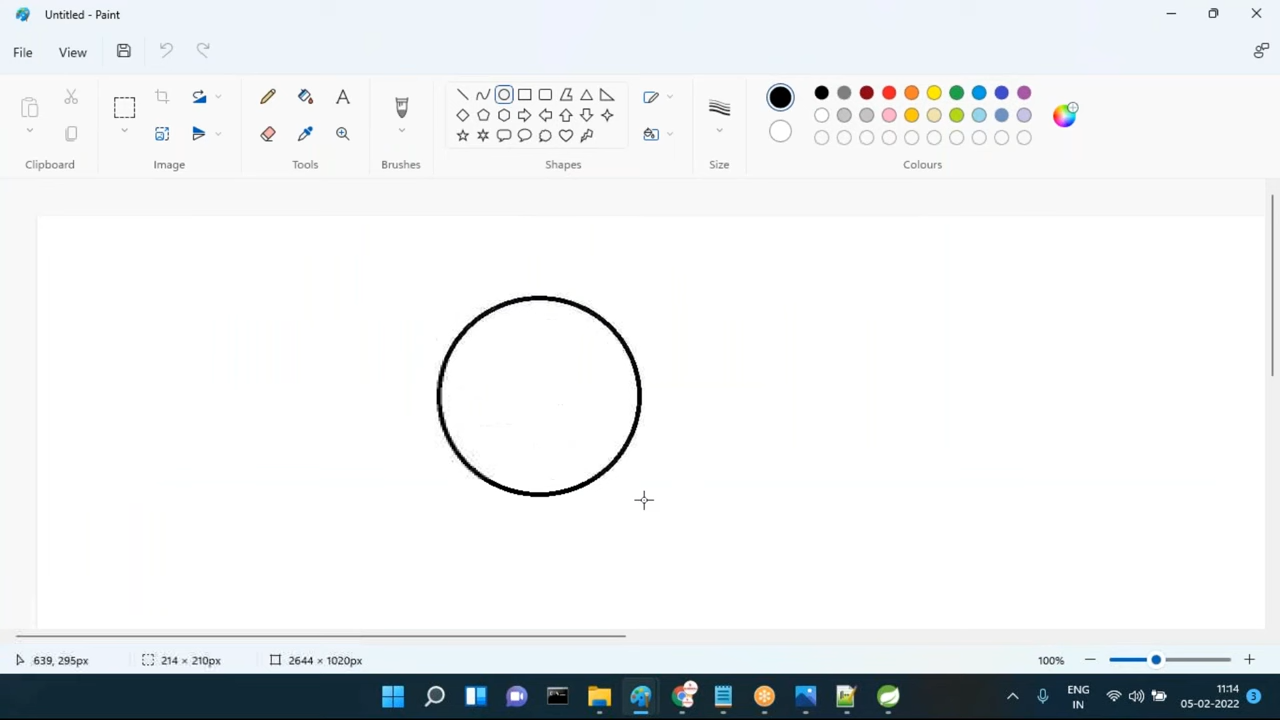 Untitled - Paint
File View
Clipboard Image Tools Brushes Shapes Size Colours
639, 295px 214 × 210px 2644 × 1020px 100%
ENG 11:14
IN 05-02-2022 3